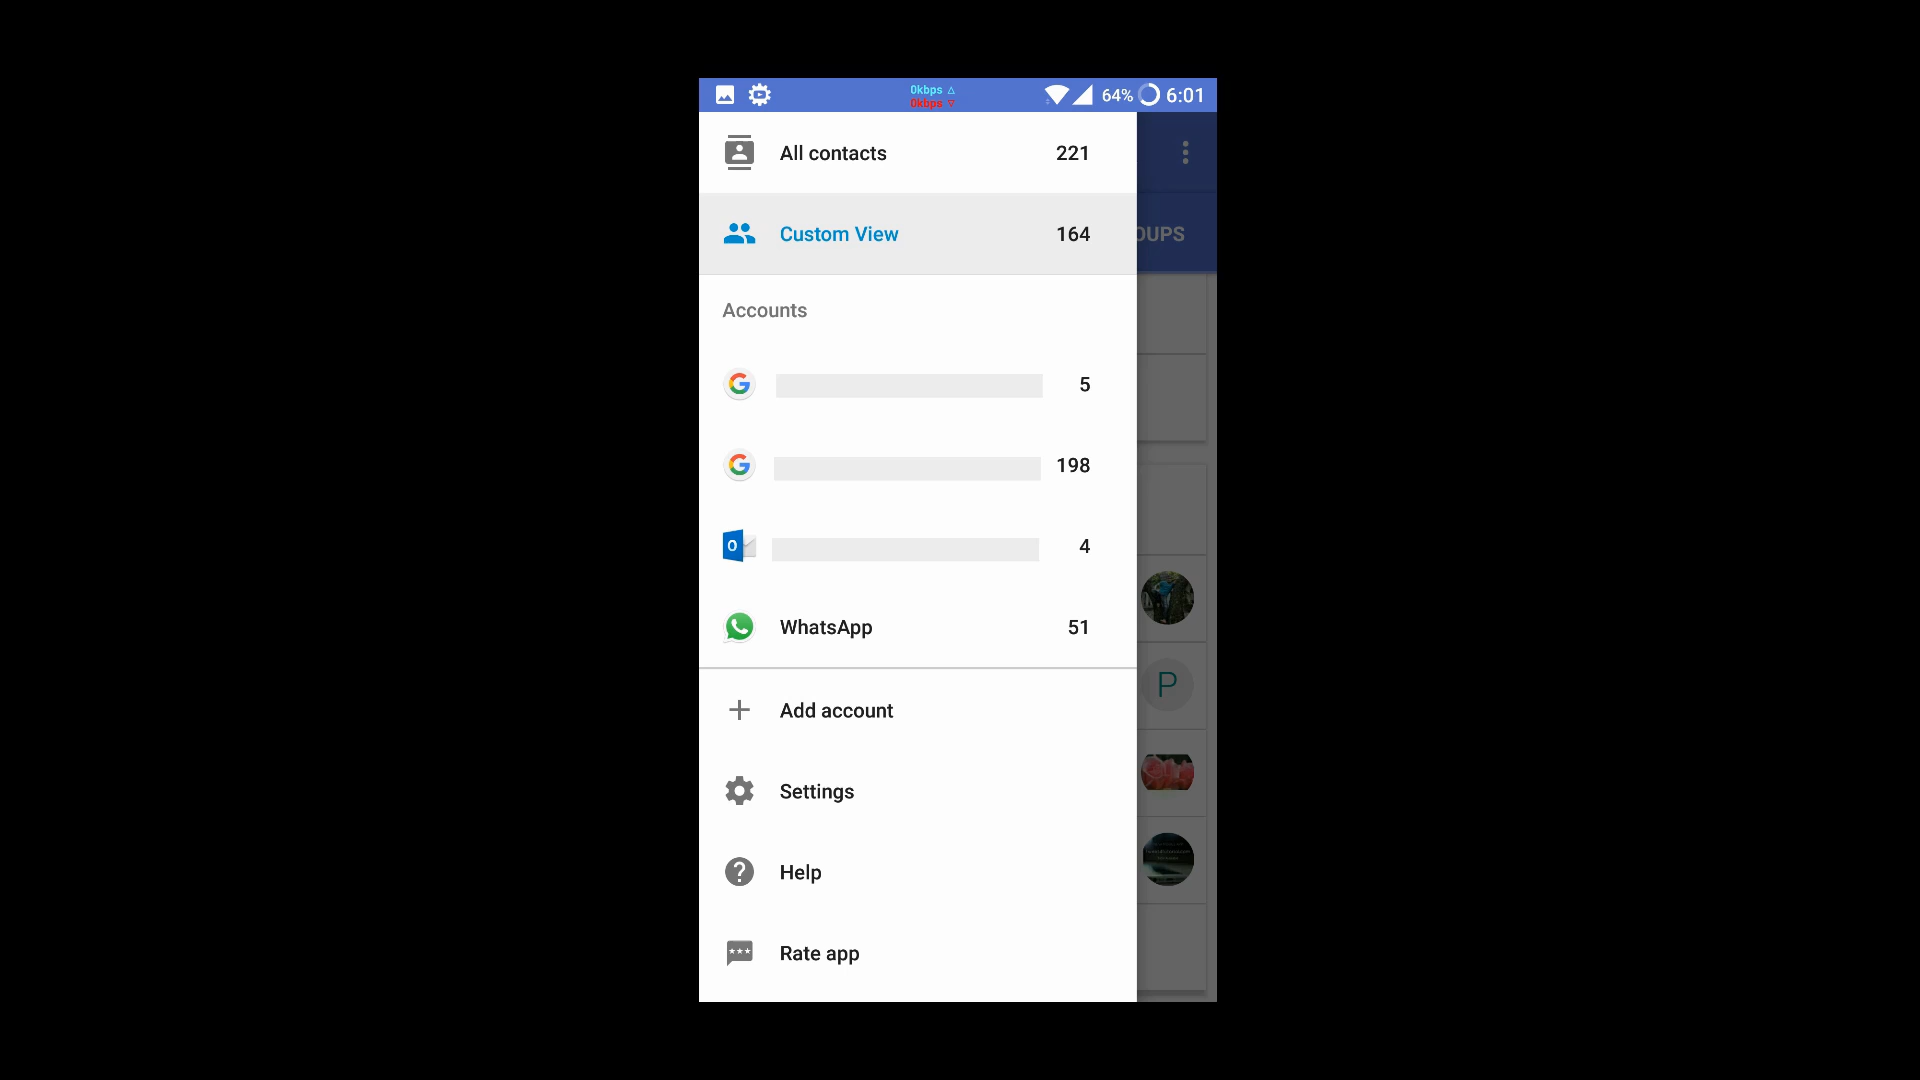 0kbps △
0kbps ▽
64%
6:01
All contacts 221
Custom View 164
OUPS
Accounts
5
198
4
WhatsApp 51
P
Add account
Settings
Help
Rate app